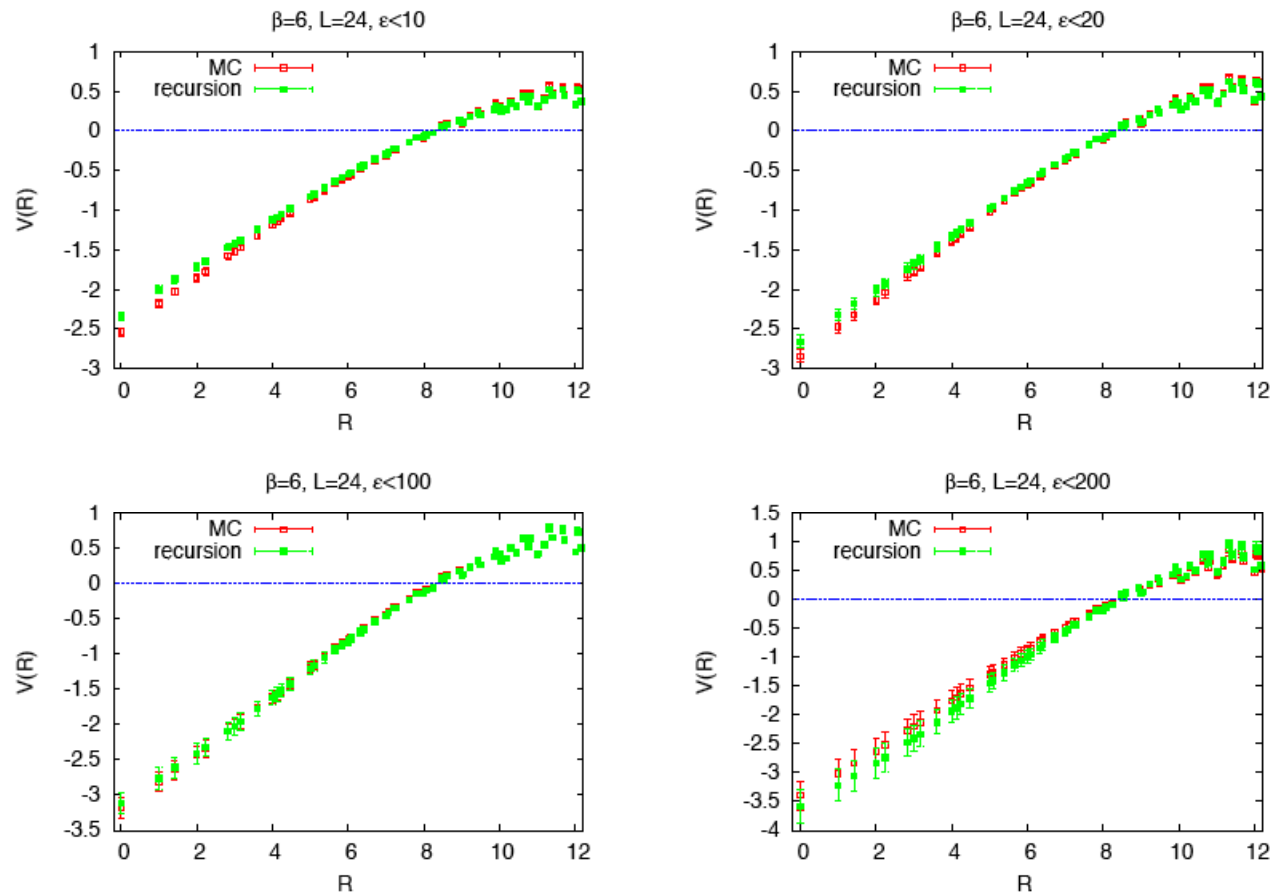 β=6, L=24, ε<10
MC
recursion
1
0.5
0
-0.5
-1
-1.5
-2
-2.5
-3
V(R)
0 2 4 6 8 10 12
R
β=6, L=24, ε<20
MC
recursion
1
0.5
0
-0.5
-1
-1.5
-2
-2.5
-3
V(R)
0 2 4 6 8 10 12
R
β=6, L=24, ε<100
MC
recursion
1
0.5
0
-0.5
-1
-1.5
-2
-2.5
-3
-3.5
V(R)
0 2 4 6 8 10 12
R
β=6, L=24, ε<200
MC
recursion
1.5
1
0.5
0
-0.5
-1
-1.5
-2
-2.5
-3
-3.5
-4
V(R)
0 2 4 6 8 10 12
R